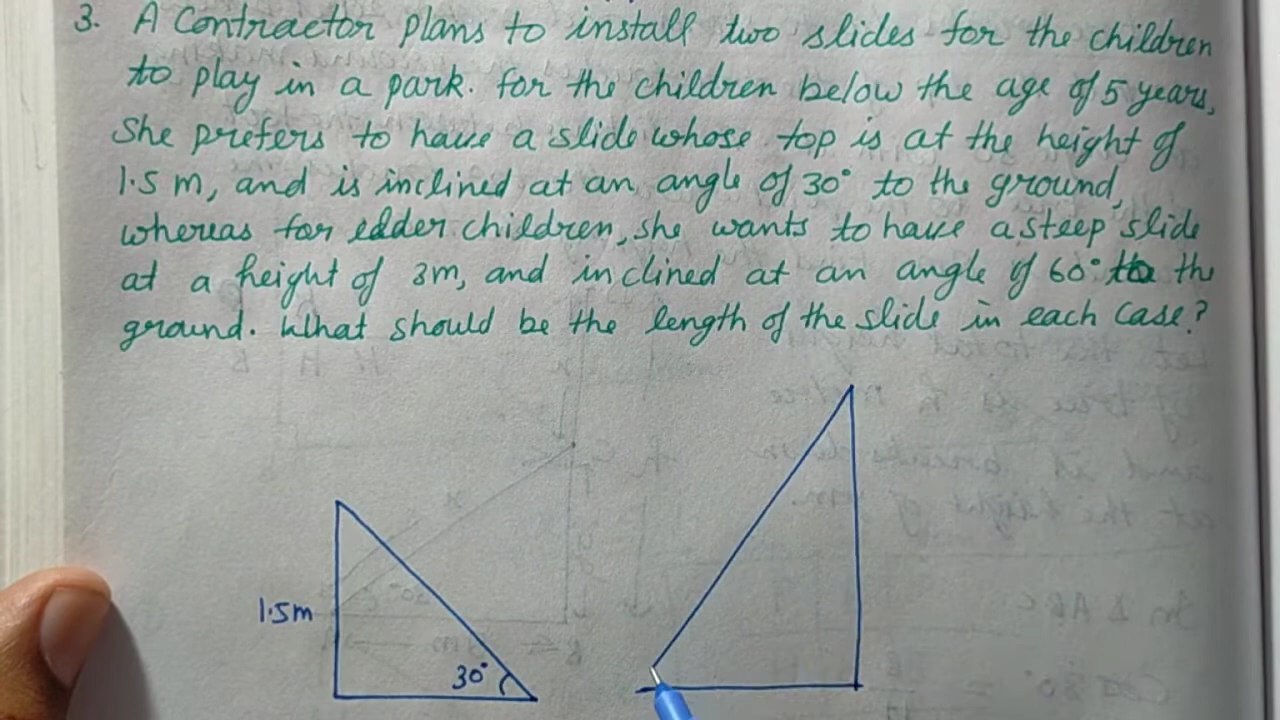 3. A Contractor plans to install two slides for the children
to play in a park. for the children below the age of 5 years,
She prefers to have a slide whose top is at the height of
1.5 m, and is inclined at an angle of 30° to the ground,
whereas for elder children, she wants to have a steep slide
at a height of 3m, and inclined at an angle of 60° to the
ground. What should be the length of the slide in each case?
1.5m
30°